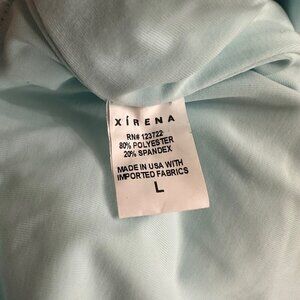 XíRENA
RN# 123722
80% POLYESTER
20% SPANDEX
MADE IN USA WITH
IMPORTED FABRICS
L